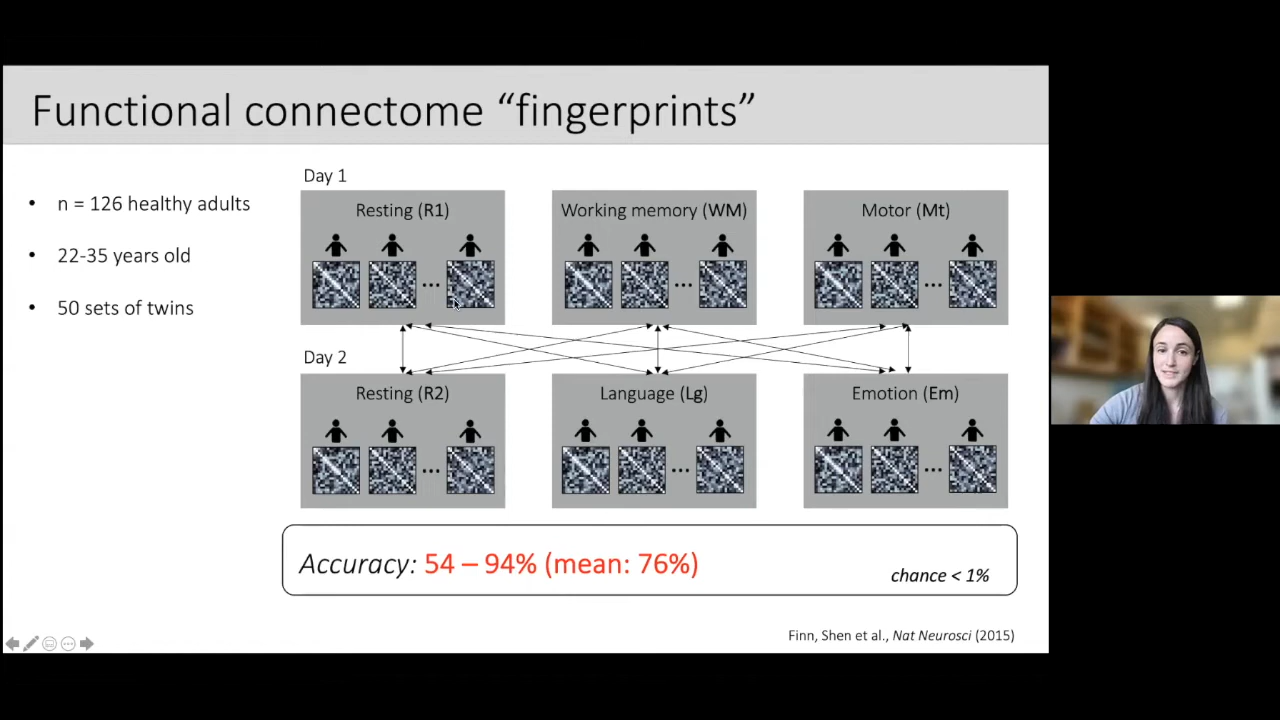 Functional connectome “fingerprints”
• n = 126 healthy adults
• 22-35 years old
• 50 sets of twins
Day 1
Resting (R1)
Working memory (WM)
Motor (Mt)
...
...
...
Day 2
Resting (R2)
Language (Lg)
Emotion (Em)
...
...
...
Accuracy: 54 – 94% (mean: 76%)
chance < 1%
Finn, Shen et al., Nat Neurosci (2015)